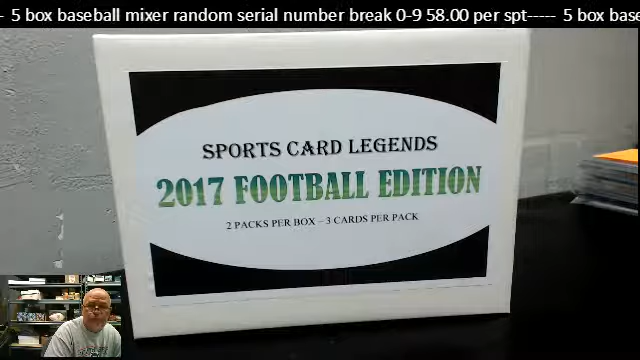 - 5 box baseball mixer random serial number break 0-9 58.00 per spt----- 5 box base
SPORTS CARD LEGENDS
2017 FOOTBALL EDITION
2 PACKS PER BOX – 3 CARDS PER PACK